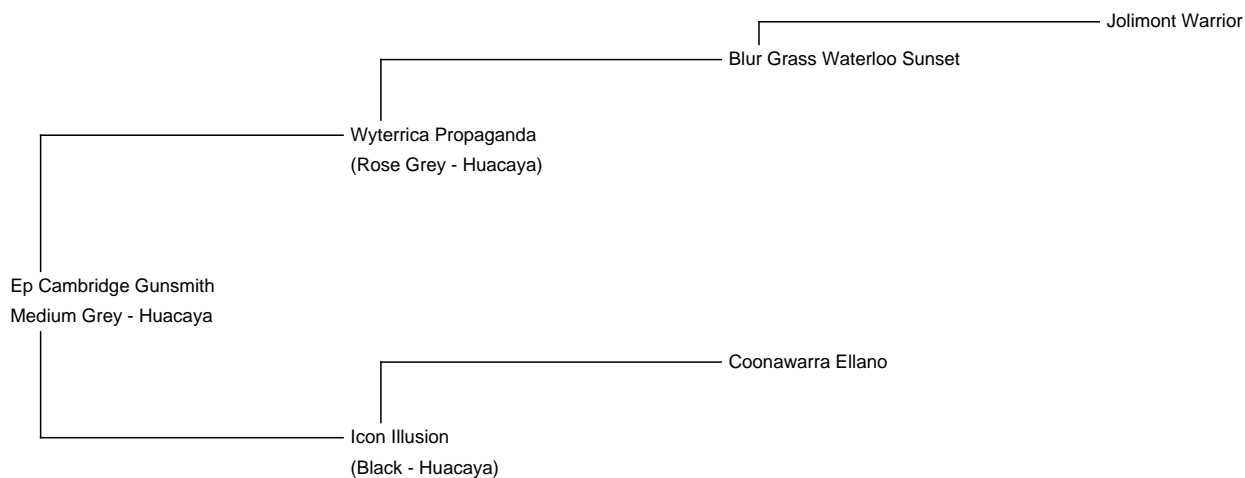 Jolimont Warrior
Blur Grass Waterloo Sunset
Wyterrica Propaganda
(Rose Grey - Huacaya)
Ep Cambridge Gunsmith
Medium Grey - Huacaya
Coonawarra Ellano
Icon Illusion
(Black - Huacaya)